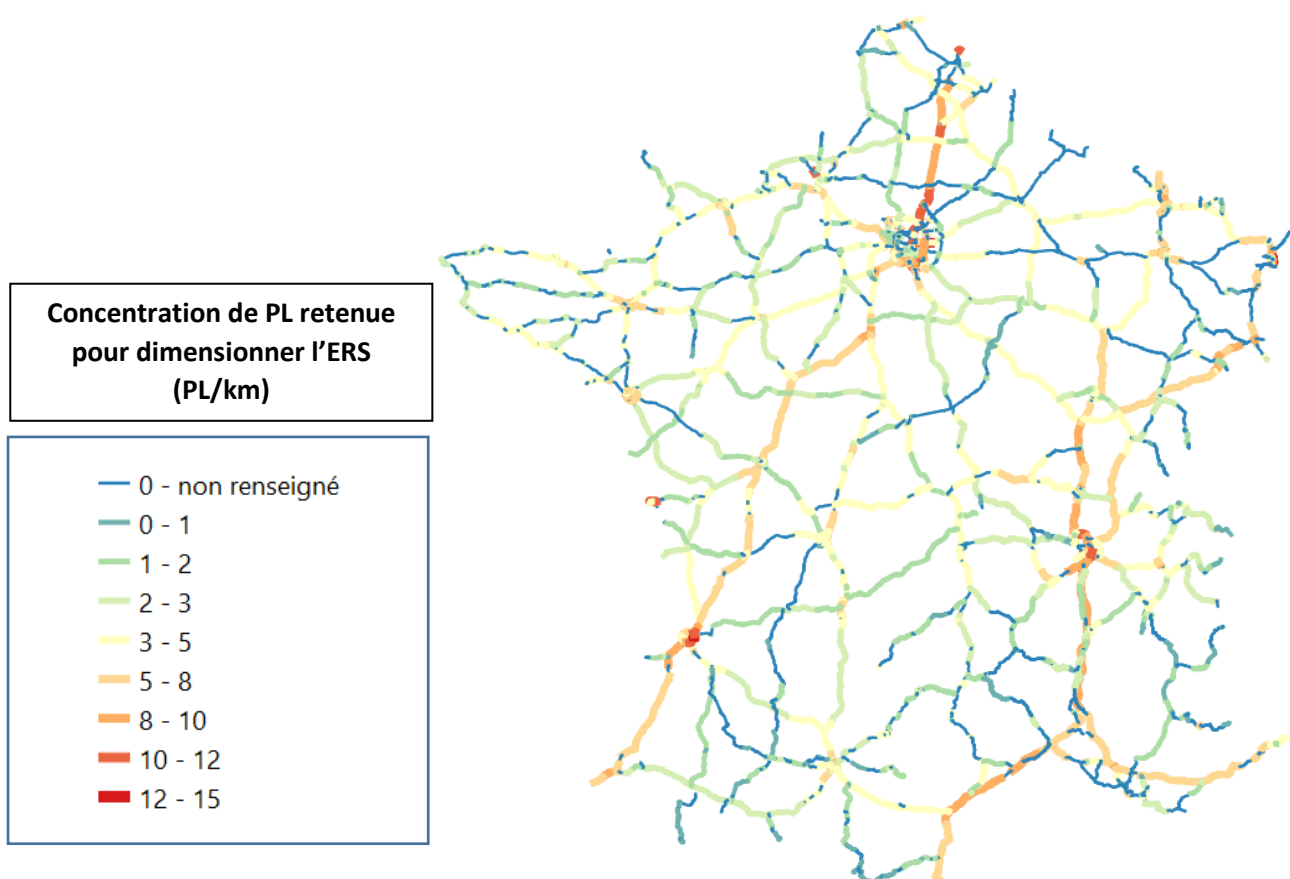 Concentration de PL retenue
pour dimensionner l'ERS
(PL/km)
0 - non renseigné
0 - 1
1 - 2
2 - 3
3 - 5
5 - 8
8 - 10
10 - 12
12 - 15